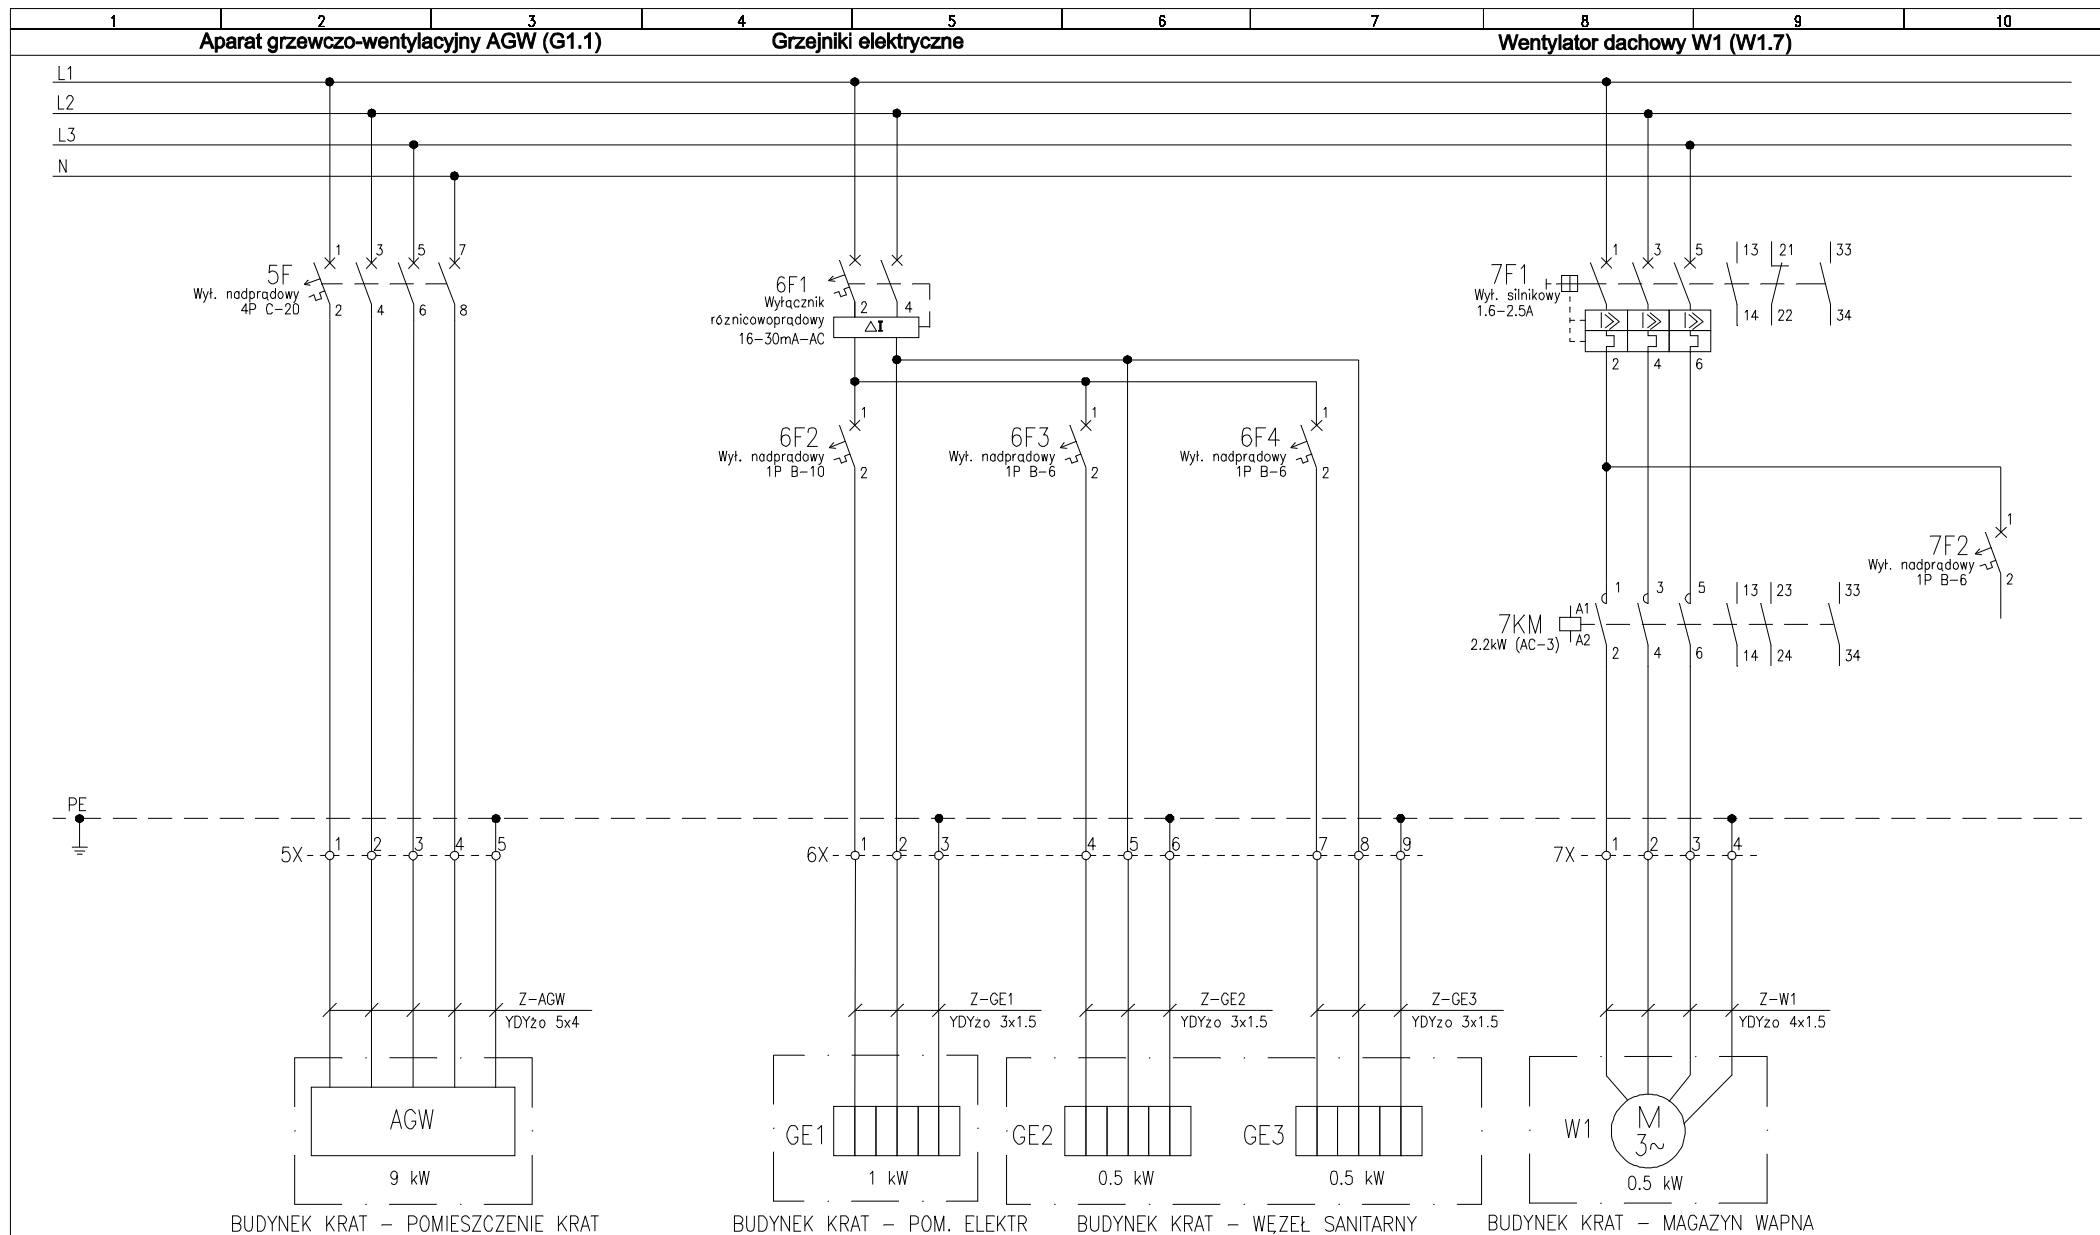 1 2 3 4 5 6 7 8 9 10
Aparat grzewczo-wentylacyjny AGW (G1.1) Grzejniki elektryczne Wentylator dachowy W1 (W1.7)
L1
L2
L3
N
1 3 5 7
5F
Wył. nadprądowy
4P C-20
2 4 6 8
6F1
Wyłącznik
róznicowoprądowy
16-30mA-AC
2 4
ΔI
7F1
Wył. silnikowy
1.6-2.5A
1 3 5 13 21 33
14 22 34
I> I> I>
2 4 6
6F2
Wył. nadprądowy
1P B-10
1
2
6F3
Wył. nadprądowy
1P B-6
1
2
6F4
Wył. nadprądowy
1P B-6
1
2
7F2
Wył. nadprądowy
1P B-6
1
2
7KM
2.2kW (AC-3)
A1
A2
1 3 5 13 23 33
2 4 6 14 24 34
PE
5X 1 2 3 4 5
6X 1 2 3 4 5 6 7 8 9
7X 1 2 3 4
Z-AGW
YDYżo 5x4
Z-GE1
YDYzo 3x1.5
Z-GE2
YDYzo 3x1.5
Z-GE3
YDYzo 3x1.5
Z-W1
YDYzo 4x1.5
AGW
9 kW
GE1
1 kW
GE2
0.5 kW
GE3
0.5 kW
W1
M
3~
0.5 kW
BUDYNEK KRAT - POMIESZCZENIE KRAT
BUDYNEK KRAT - POM. ELEKTR
BUDYNEK KRAT - WĘZEŁ SANITARNY
BUDYNEK KRAT - MAGAZYN WAPNA